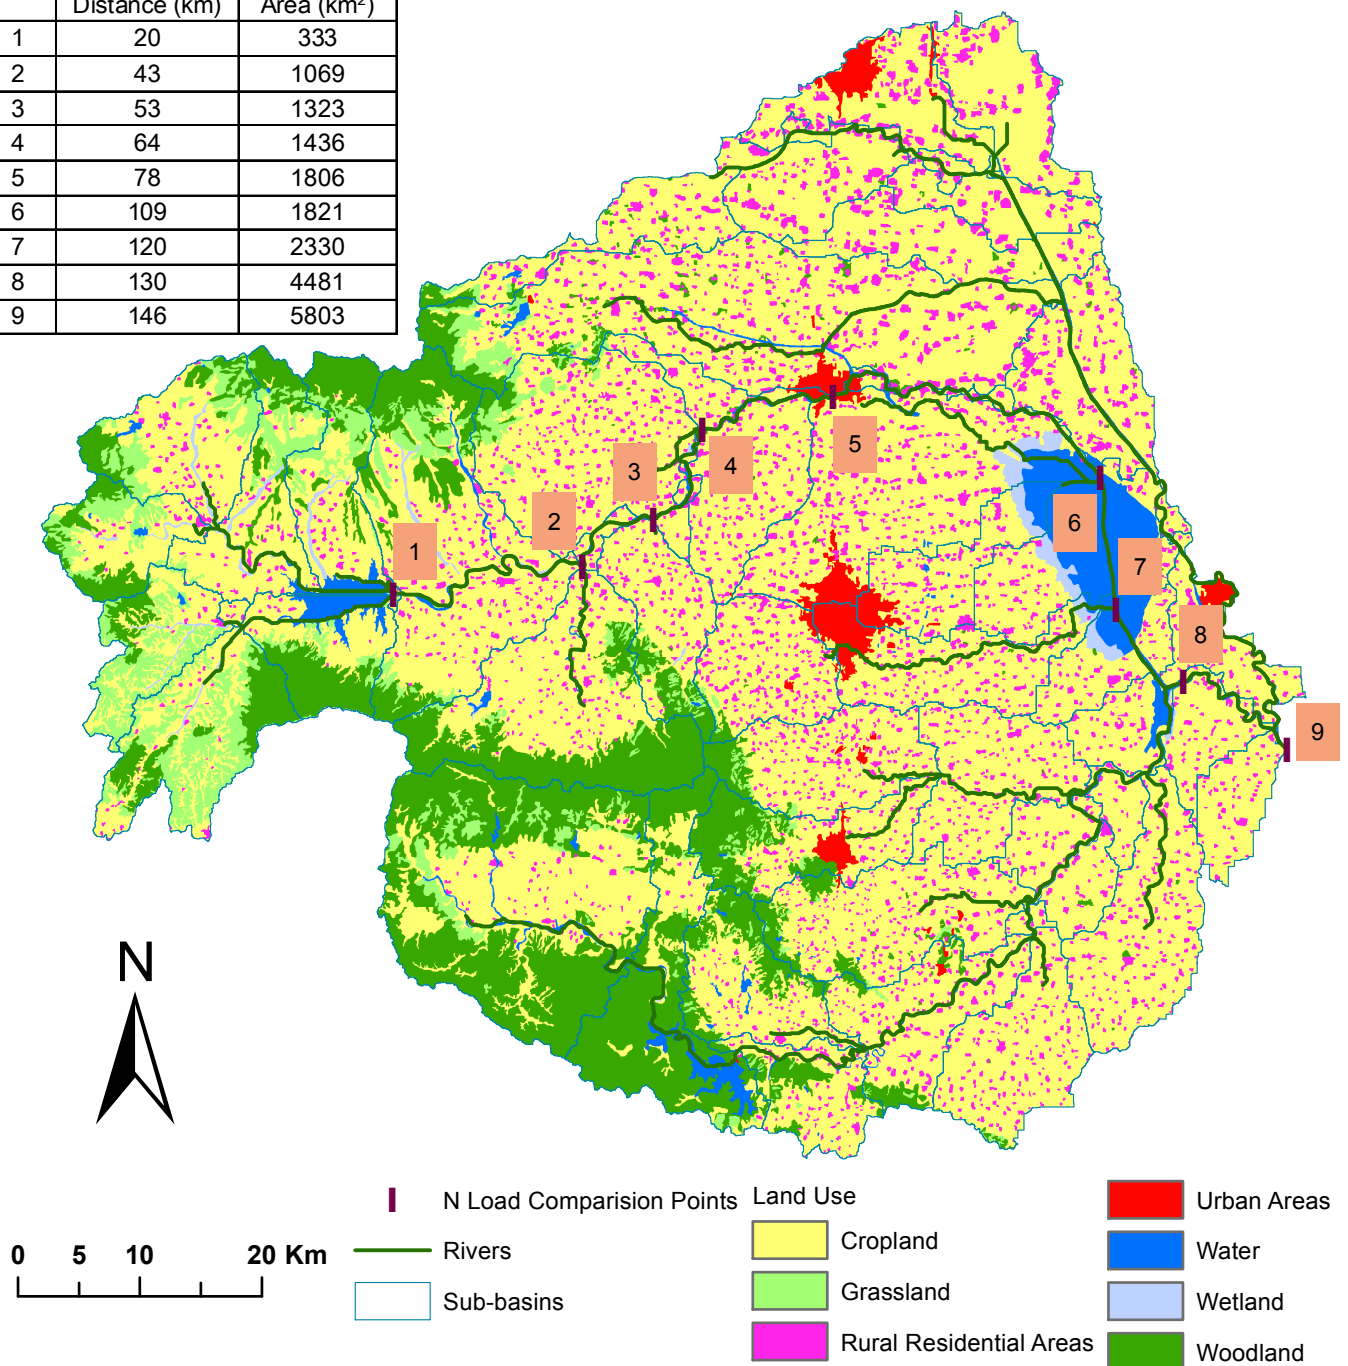 Distance (km) Area (km²)
1 20 333
2 43 1069
3 53 1323
4 64 1436
5 78 1806
6 109 1821
7 120 2330
8 130 4481
9 146 5803
5
3
4
2
6
1
7
8
9
N
N Load Comparision Points
Rivers
Sub-basins
0 5 10 20 Km
Land Use
Cropland
Grassland
Rural Residential Areas
Urban Areas
Water
Wetland
Woodland